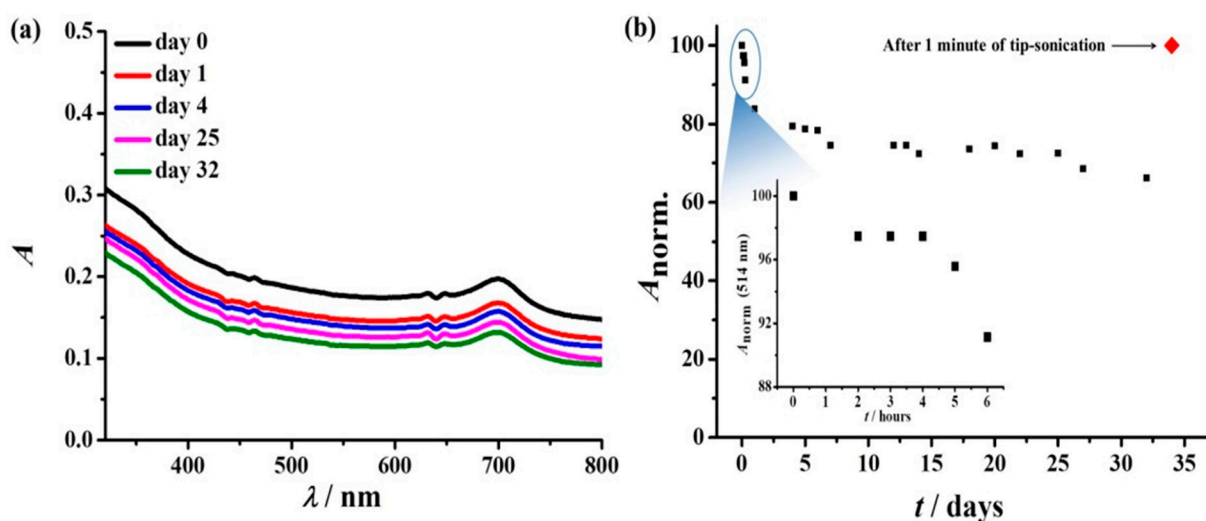 (a)
0.5
0.4
0.3
0.2
0.1
0.0
A
day 0
day 1
day 4
day 25
day 32
400
500
600
700
800
λ / nm
(b)
100
80
60
40
20
0
Anorm.
After 1 minute of tip-sonication
100
96
92
88
Anorm (514 nm)
0 1 2 3 4 5 6
t / hours
0 5 10 15 20 25 30 35
t / days